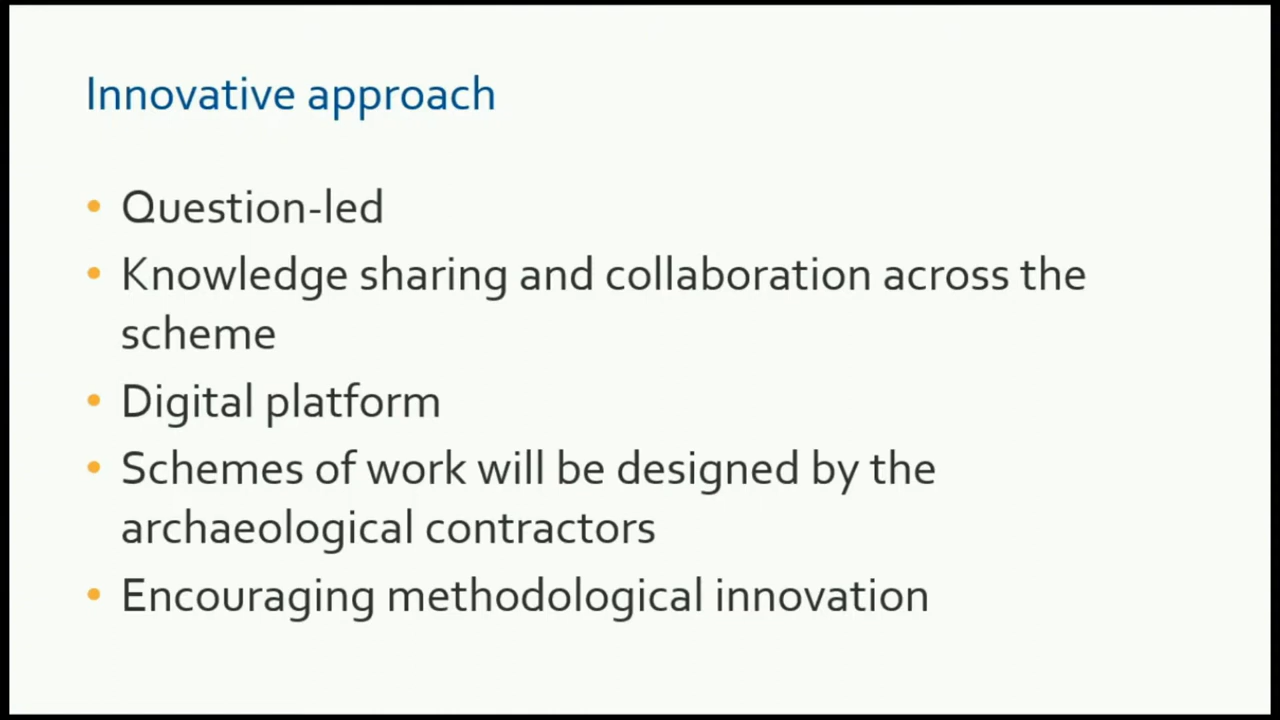 Innovative approach
• Question-led
• Knowledge sharing and collaboration across the
scheme
• Digital platform
• Schemes of work will be designed by the
archaeological contractors
• Encouraging methodological innovation